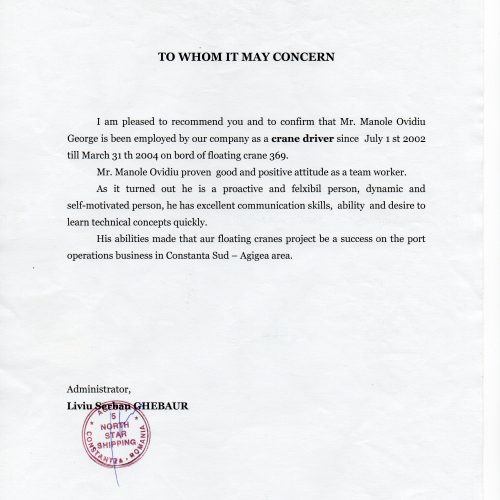 TO WHOM IT MAY CONCERN
I am pleased to recommend you and to confirm that Mr. Manole Ovidiu
George is been employed by our company as a crane driver since July 1 st 2002
till March 31 th 2004 on bord of floating crane 369.
Mr. Manole Ovidiu proven good and positive attitude as a team worker.
As it turned out he is a proactive and felxibil person, dynamic and
self-motivated person, he has excellent communication skills, ability and desire to
learn technical concepts quickly.
His abilities made that aur floating cranes project be a success on the port
operations business in Constanta Sud – Agigea area.
Administrator,
Liviu Serban GHEBAUR
5
NORTH
STAR
SHIPPING
CONSTANTA - ROMANIA